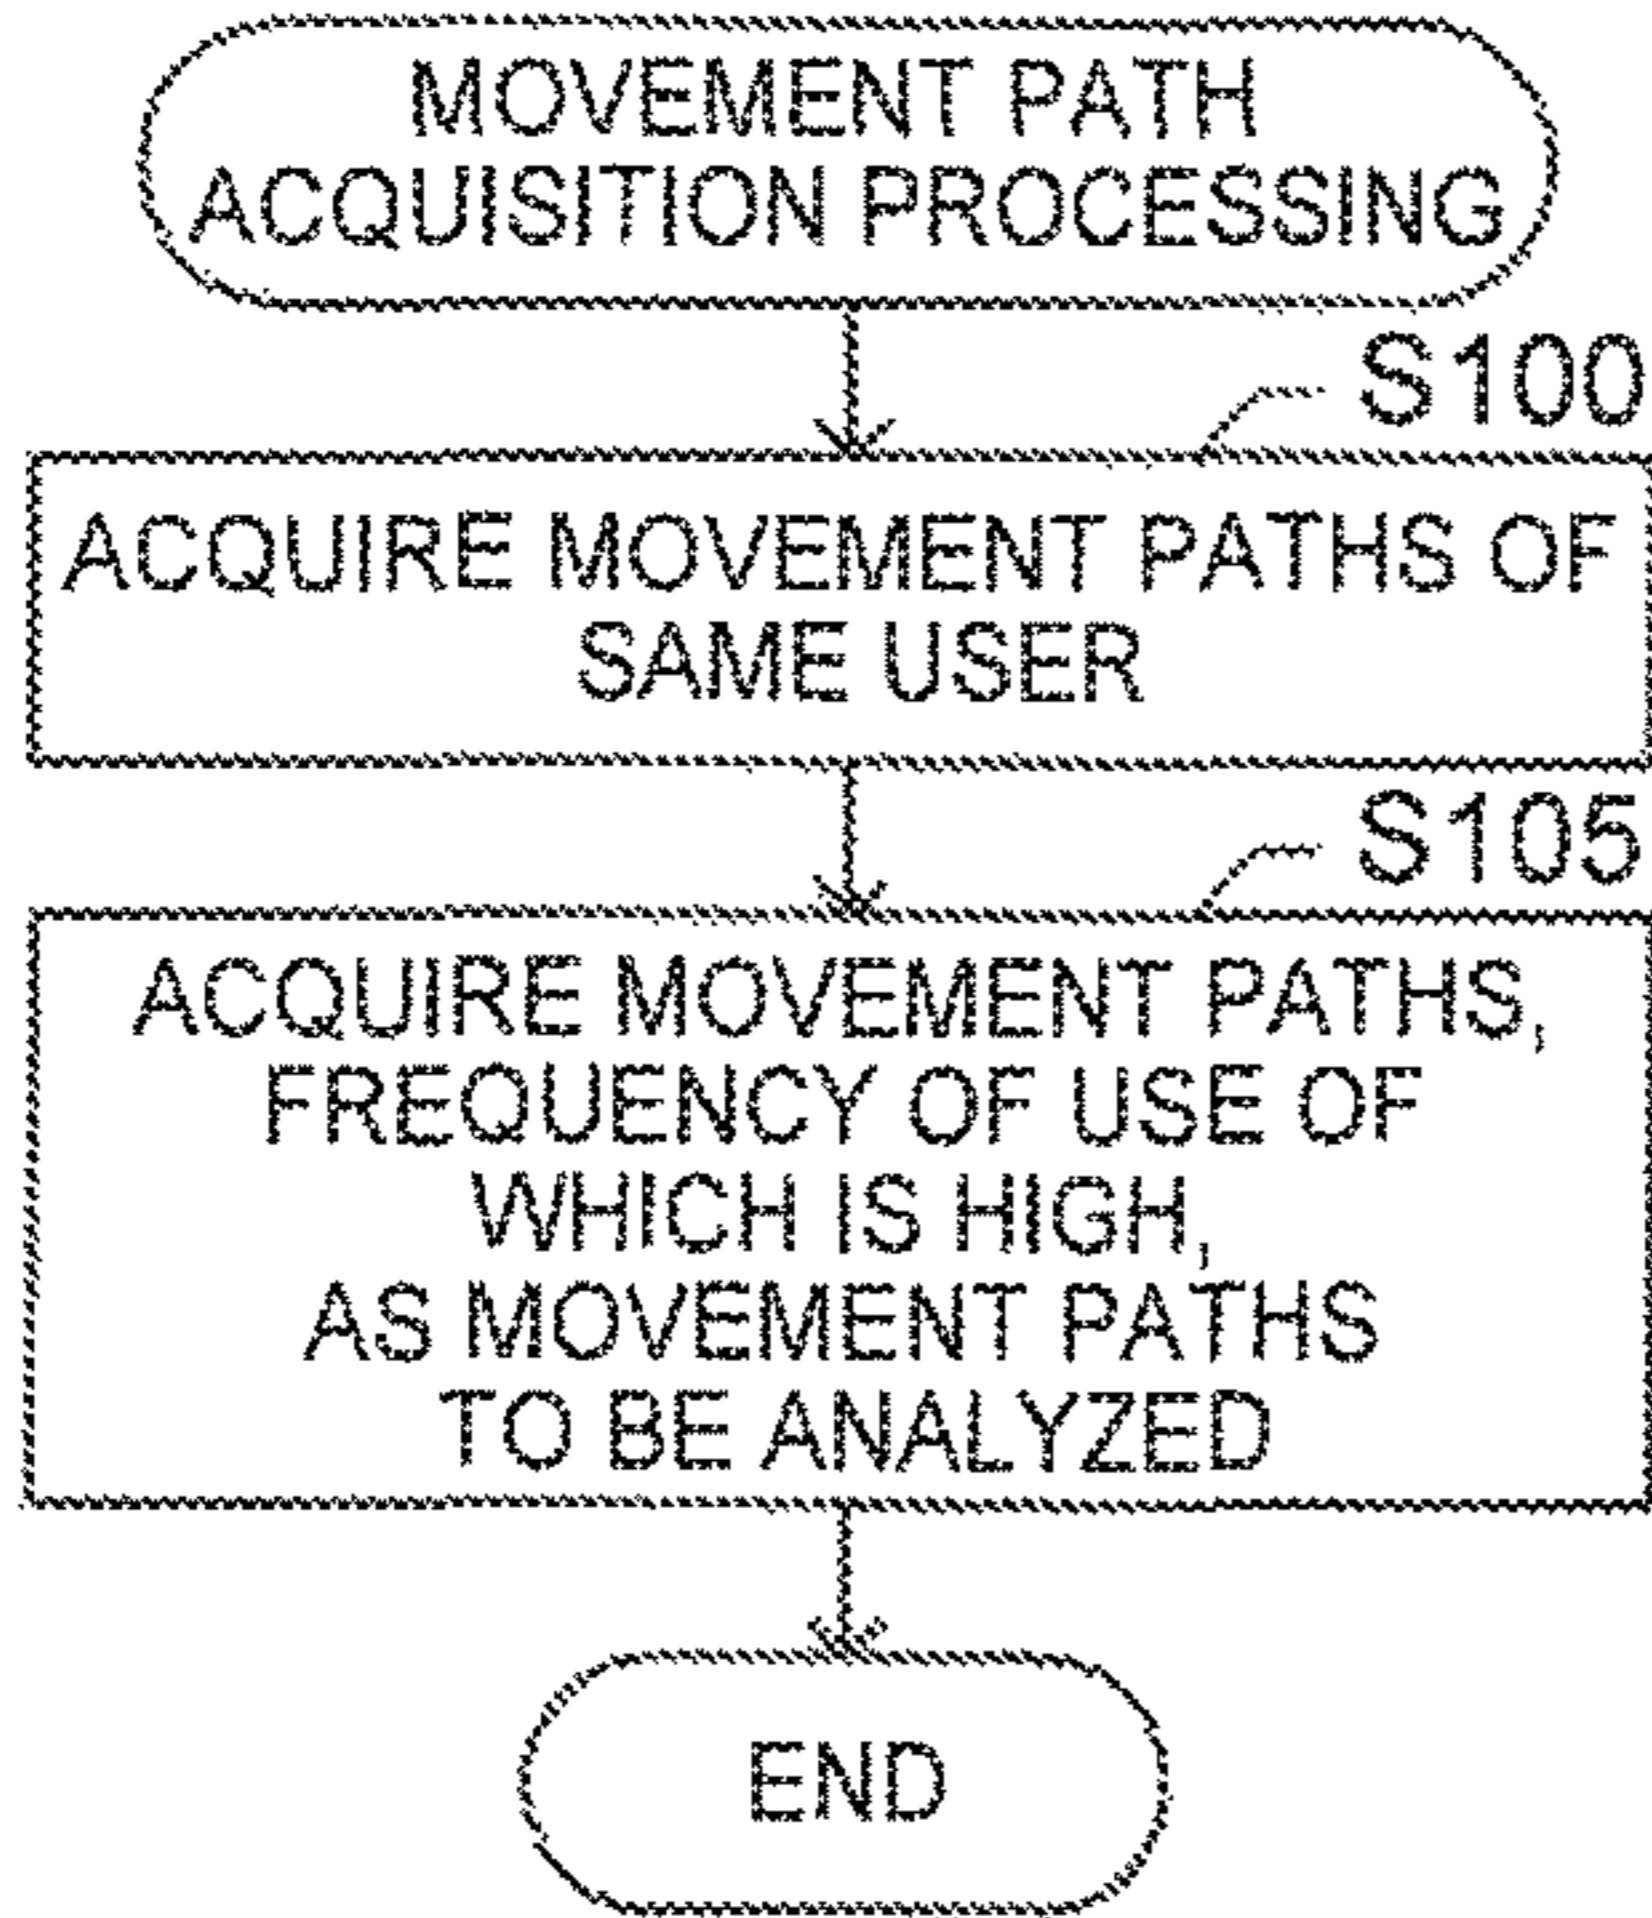 MOVEMENT PATH
ACQUISITION PROCESSING
S100
ACQUIRE MOVEMENT PATHS OF
SAME USER
S105
ACQUIRE MOVEMENT PATHS,
FREQUENCY OF USE OF
WHICH IS HIGH,
AS MOVEMENT PATHS
TO BE ANALYZED
END